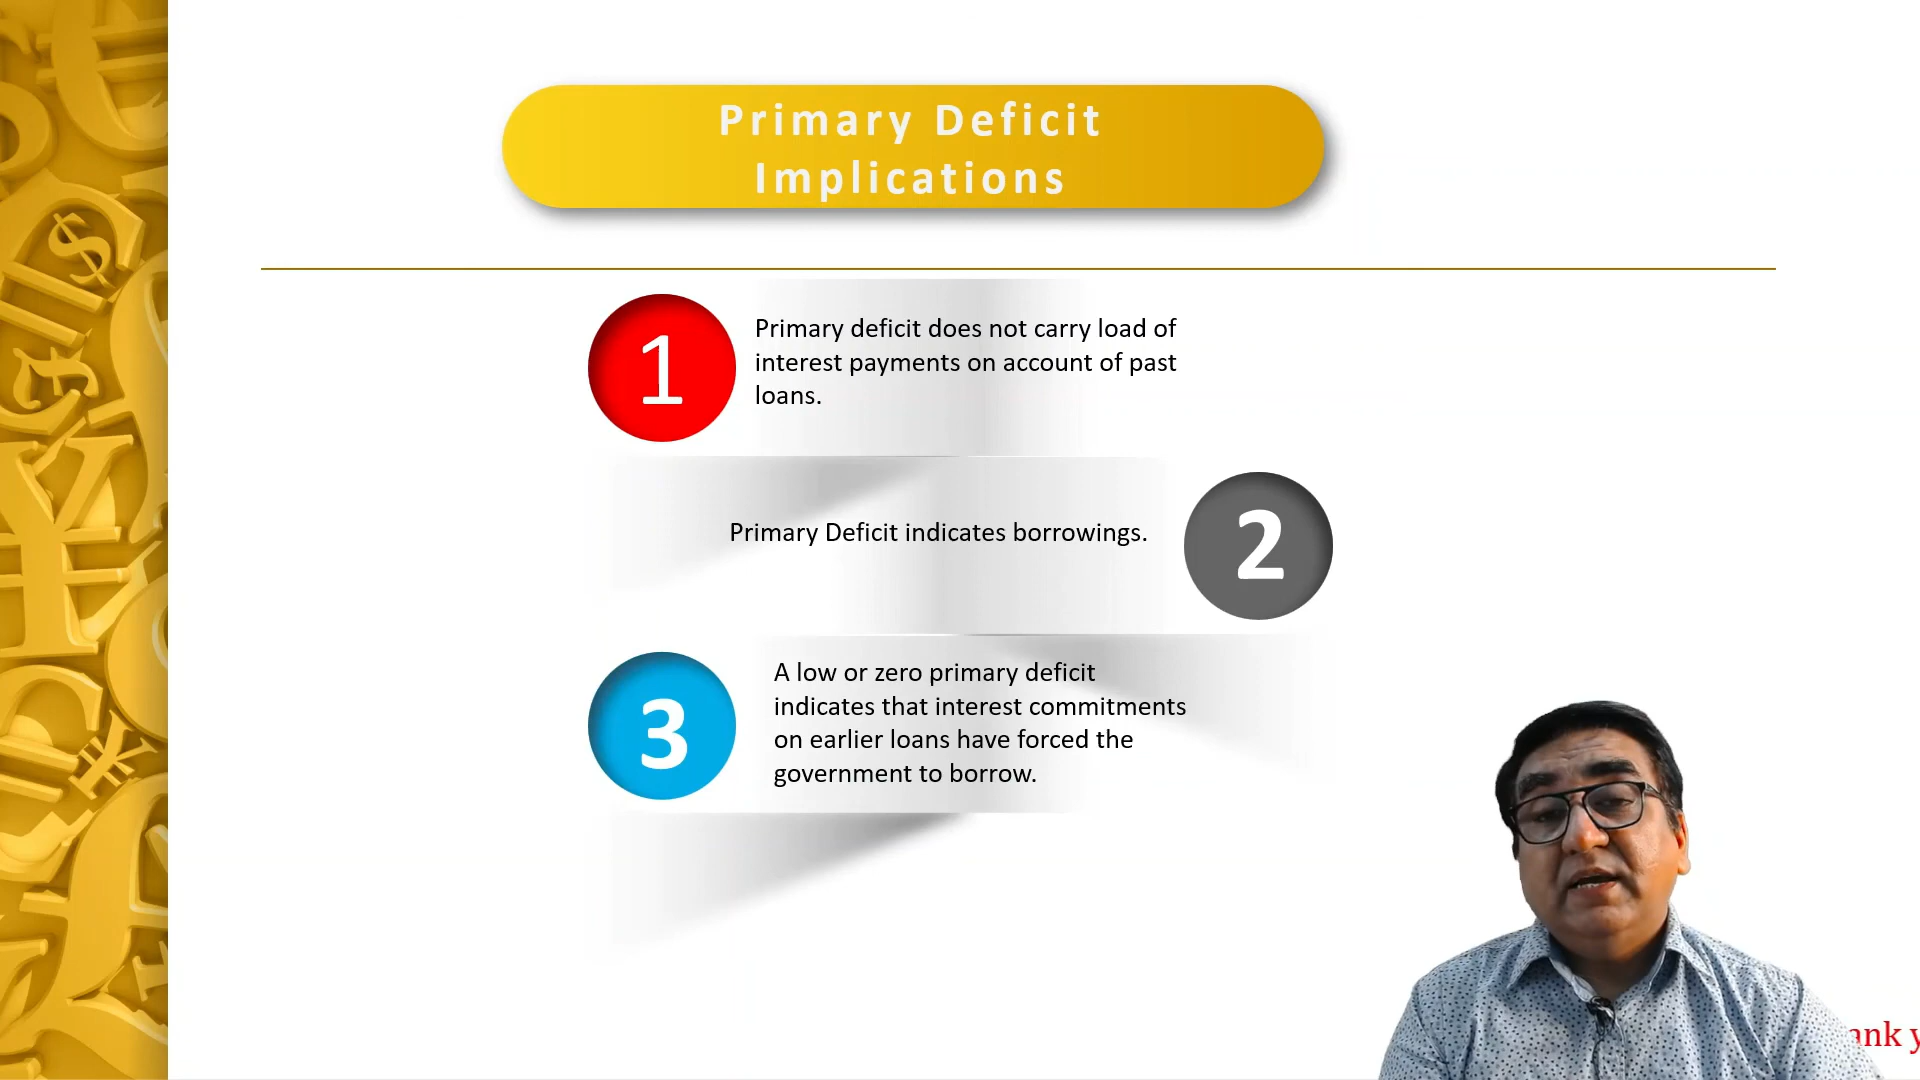 Primary Deficit
Implications
1
Primary deficit does not carry load of
interest payments on account of past
loans.
Primary Deficit indicates borrowings.
2
3
A low or zero primary deficit
indicates that interest commitments
on earlier loans have forced the
government to borrow.